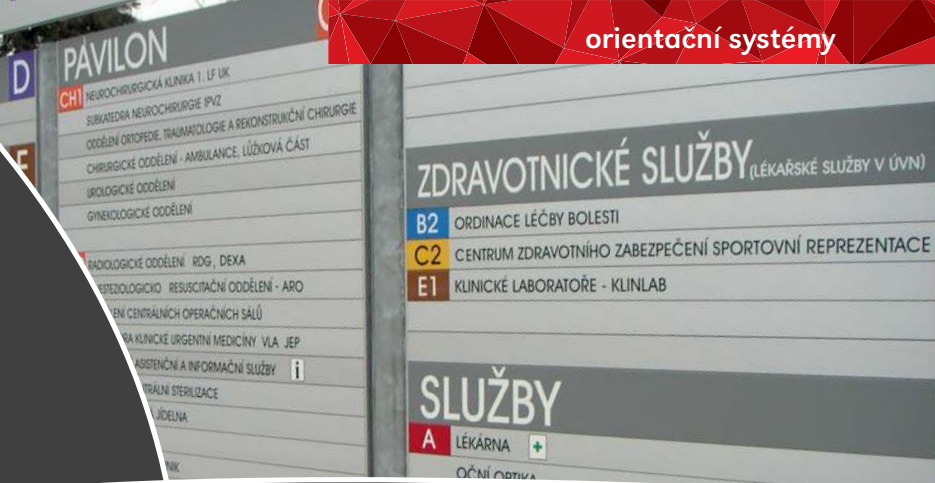 orientační systémy
D
PÁVILON
CH1 NEUROCHIRURGICKÁ KLINIKA 1. LF UK
SUBKATEDRA NEUROCHIRURGIE IPVZ
ODDĚLENÍ ORTOPEDIE, TRAUMATOLOGIE A REKONSTRUKČNÍ CHIRURGIE
CHIRURGICKÉ ODDĚLENÍ - AMBULANCE, LŮŽKOVÁ ČÁST
UROLOGICKÉ ODDĚLENÍ
GYNEKOLOGICKÉ ODDĚLENÍ
RADIOLOGICKÉ ODDĚLENÍ RDG, DEXA
RESUSCITAČNÍ ODDĚLENÍ - ARO
CENTRÁLNÍCH OPERAČNÍCH SÁLŮ
KLINICKÉ URGENTNÍ MEDICÍNY VLA JEP
ASISTENČNÍ A INFORMAČNÍ SLUŽBY i
STERILIZACE
JÍDELNA
ZDRAVOTNICKÉ SLUŽBY (LÉKAŘSKÉ SLUŽBY V ÚVN)
B2 ORDINACE LÉČBY BOLESTI
C2 CENTRUM ZDRAVOTNÍHO ZABEZPEČENÍ SPORTOVNÍ REPREZENTACE
E1 KLINICKÉ LABORATOŘE - KLINLAB
SLUŽBY
A LÉKÁRNA +
OČNÍ OPTIKA